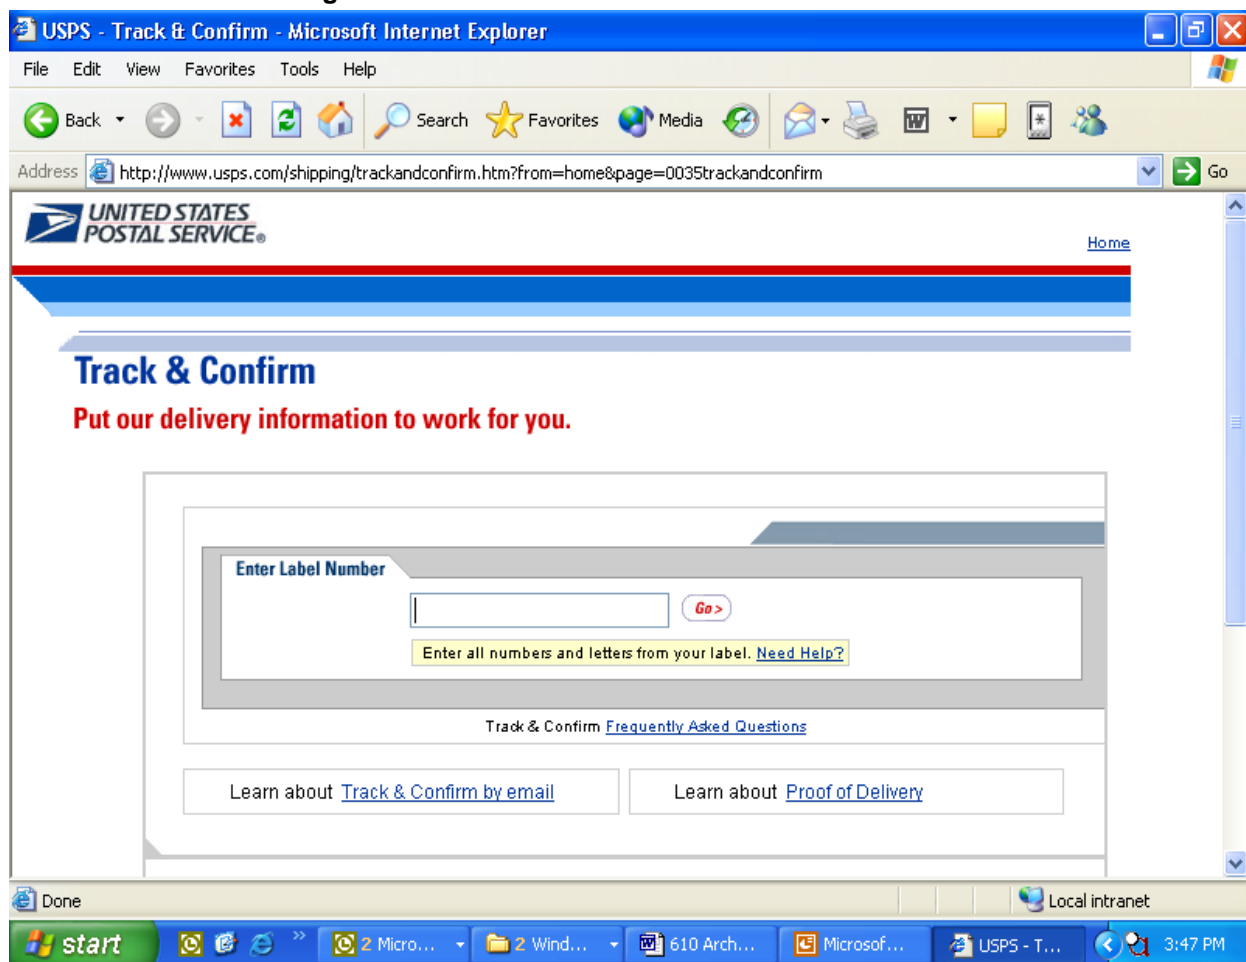 USPS - Track & Confirm - Microsoft Internet Explorer
File Edit View Favorites Tools Help
Back Search Favorites Media
Address http://www.usps.com/shipping/trackandconfirm.htm?from=home&page=0035trackandconfirm Go
UNITED STATES
POSTAL SERVICE®
Home
Track & Confirm
Put our delivery information to work for you.
Enter Label Number
Go >
Enter all numbers and letters from your label. Need Help?
Track & Confirm Frequently Asked Questions
Learn about Track & Confirm by email Learn about Proof of Delivery
Done Local intranet
start 2 Micro... 2 Wind... 610 Arch... Microsof... USPS - T... 3:47 PM